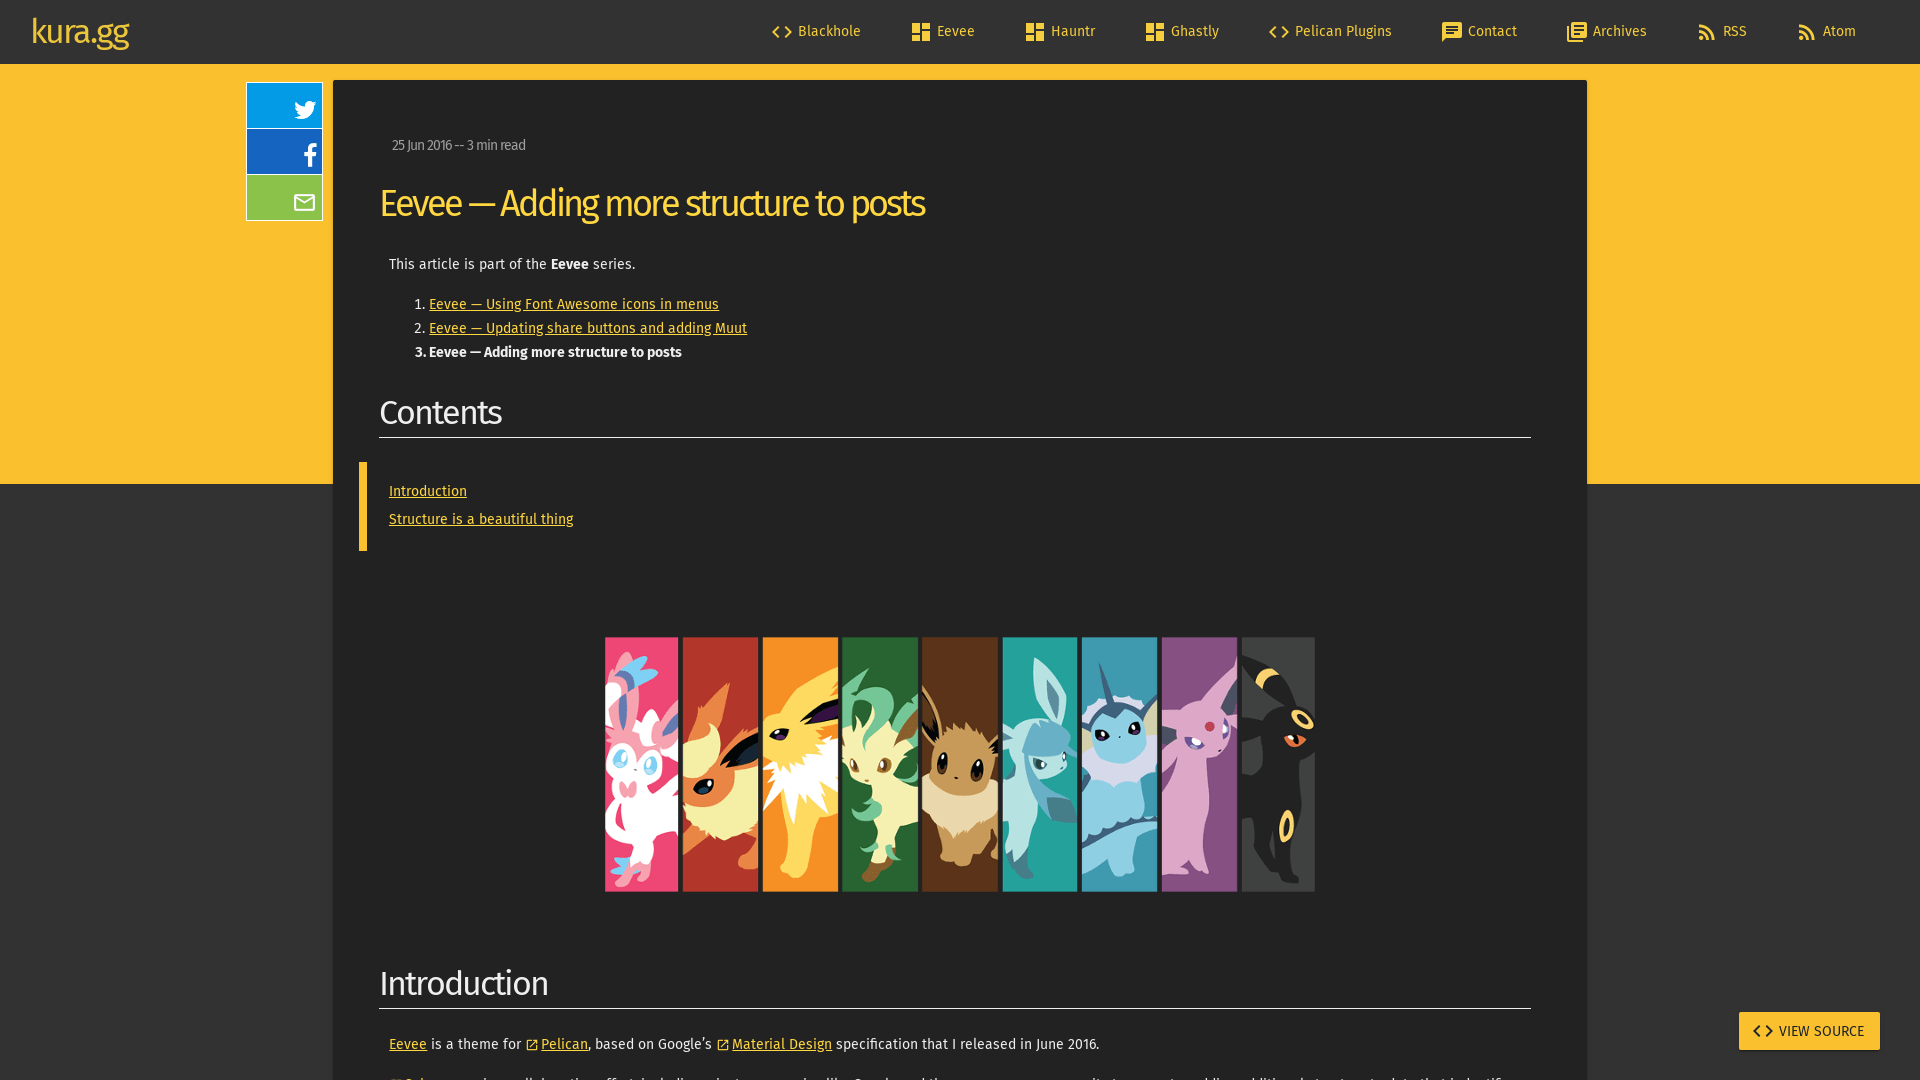 kura.gg
Blackhole
Eevee
Hauntr
Ghastly
Pelican Plugins
Contact
Archives
RSS
Atom
25 Jun 2016 -- 3 min read
Eevee — Adding more structure to posts
This article is part of the Eevee series.
1. Eevee — Using Font Awesome icons in menus
2. Eevee — Updating share buttons and adding Muut
3. Eevee — Adding more structure to posts
Contents
Introduction
Structure is a beautiful thing
Introduction
Eevee is a theme for Pelican, based on Google’s Material Design specification that I released in June 2016.
VIEW SOURCE